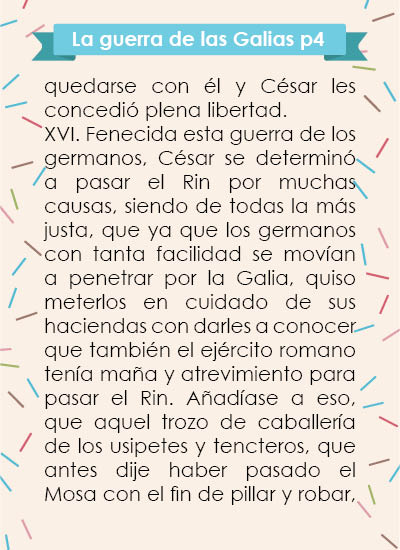 La guerra de las Galias p4
quedarse con él y César les
concedió plena libertad.
XVI. Fenecida esta guerra de los
germanos, César se determinó
a pasar el Rin por muchas
causas, siendo de todas la más
justa, que ya que los germanos
con tanta facilidad se movían
a penetrar por la Galia, quiso
meterlos en cuidado de sus
haciendas con darles a conocer
que también el ejército romano
tenía maña y atrevimiento para
pasar el Rin. Añadíase a eso,
que aquel trozo de caballería
de los usipetes y tencteros, que
antes dije haber pasado el
Mosa con el fin de pillar y robar,